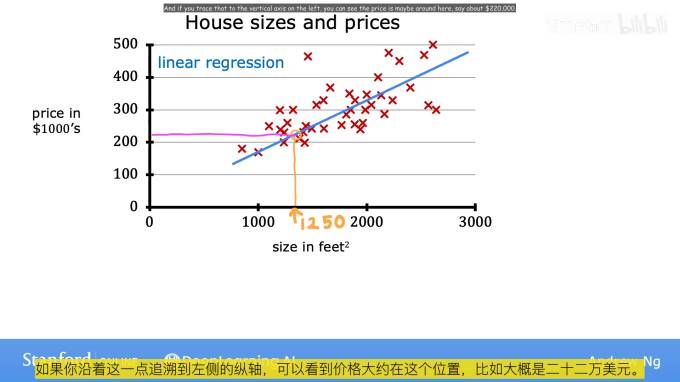 And if you trace that to the vertical axis on the left, you can see the price is maybe around here, say about $220,000.
House sizes and prices
bilibili
500
linear regression
400
price in
$1000's
300
200
100
0
0
1000
1250
2000
3000
size in feet²
Stanford
DeepLearning.AI
Ng
如果你沿着这一点追溯到左侧的纵轴，可以看到价格大约在这个位置，比如大概是二十二万美元。